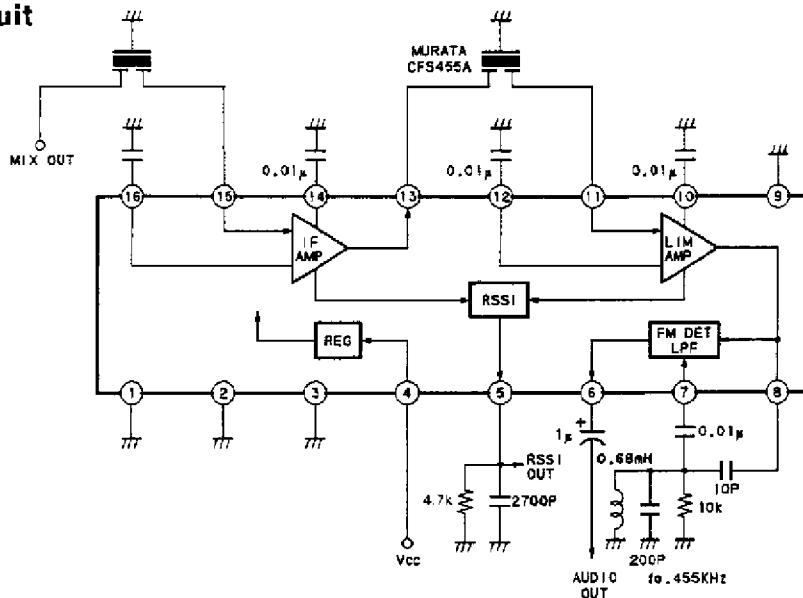 uit
MURATA
CFS455A
MIX OUT
0.01μ
0.01μ
0.01μ
16
15
14
13
12
11
10
9
IF
AMP
LIM
AMP
RSSI
REG
FM DET
LPF
1
2
3
4
5
6
7
8
1μ
+
0.68mH
0.01μ
RSSI
OUT
4.7k
2700P
10P
10k
200P
Vcc
AUDIO
OUT
fo.455KHz